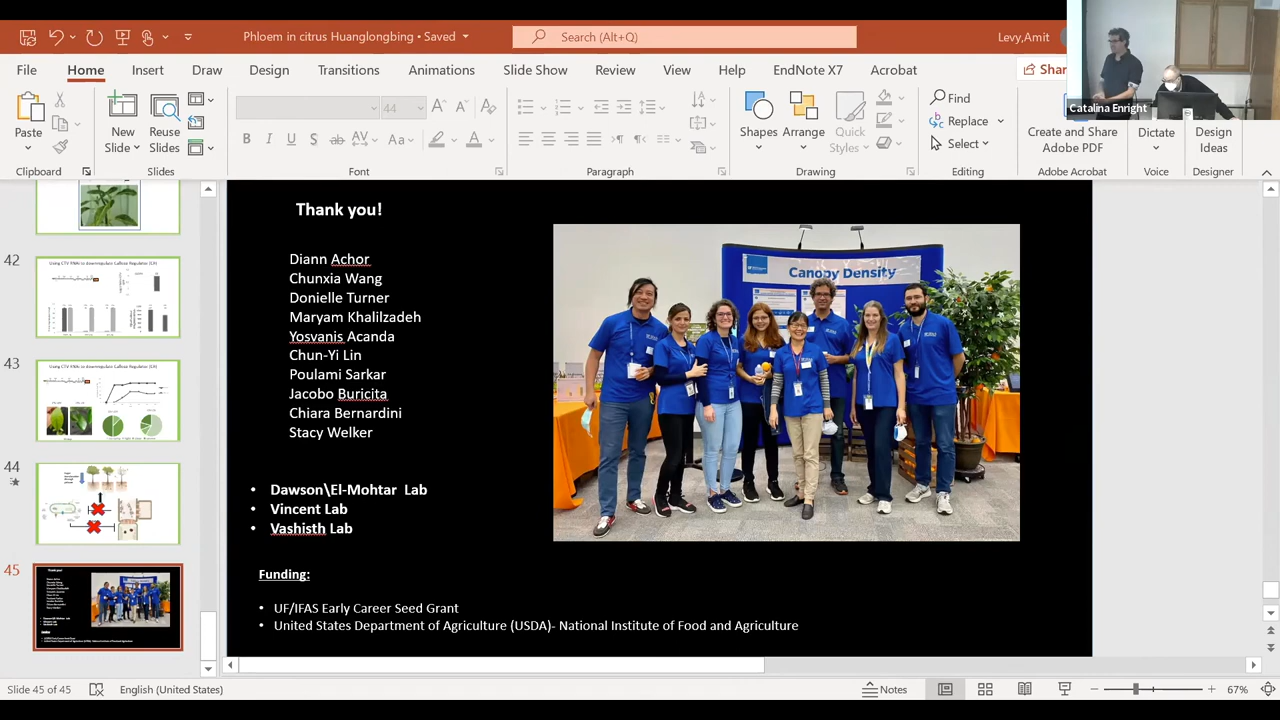 Phloem in citrus Huanglongbing • Saved
Search (Alt+Q)
Levy,Amit
File
Home
Insert
Draw
Design
Transitions
Animations
Slide Show
Review
View
Help
EndNote X7
Acrobat
Shar
Catalina Enright
Paste
New
Slide
Reuse
Slides
44
Shapes
Arrange
Quick
Styles
Find
Replace
Select
Create and Share
Adobe PDF
Dictate
Design
Ideas
Clipboard
Slides
Font
Paragraph
Drawing
Editing
Adobe Acrobat
Voice
Designer
42
43
44
45
Thank you!
Diann Achor
Chunxia Wang
Donielle Turner
Maryam Khalilzadeh
Yosvanis Acanda
Chun-Yi Lin
Poulami Sarkar
Jacobo Buricita
Chiara Bernardini
Stacy Welker
• Dawson\El-Mohtar Lab
• Vincent Lab
• Vashisth Lab
Funding:
• UF/IFAS Early Career Seed Grant
• United States Department of Agriculture (USDA)- National Institute of Food and Agriculture
Canopy Density
Slide 45 of 45
English (United States)
Notes
67%